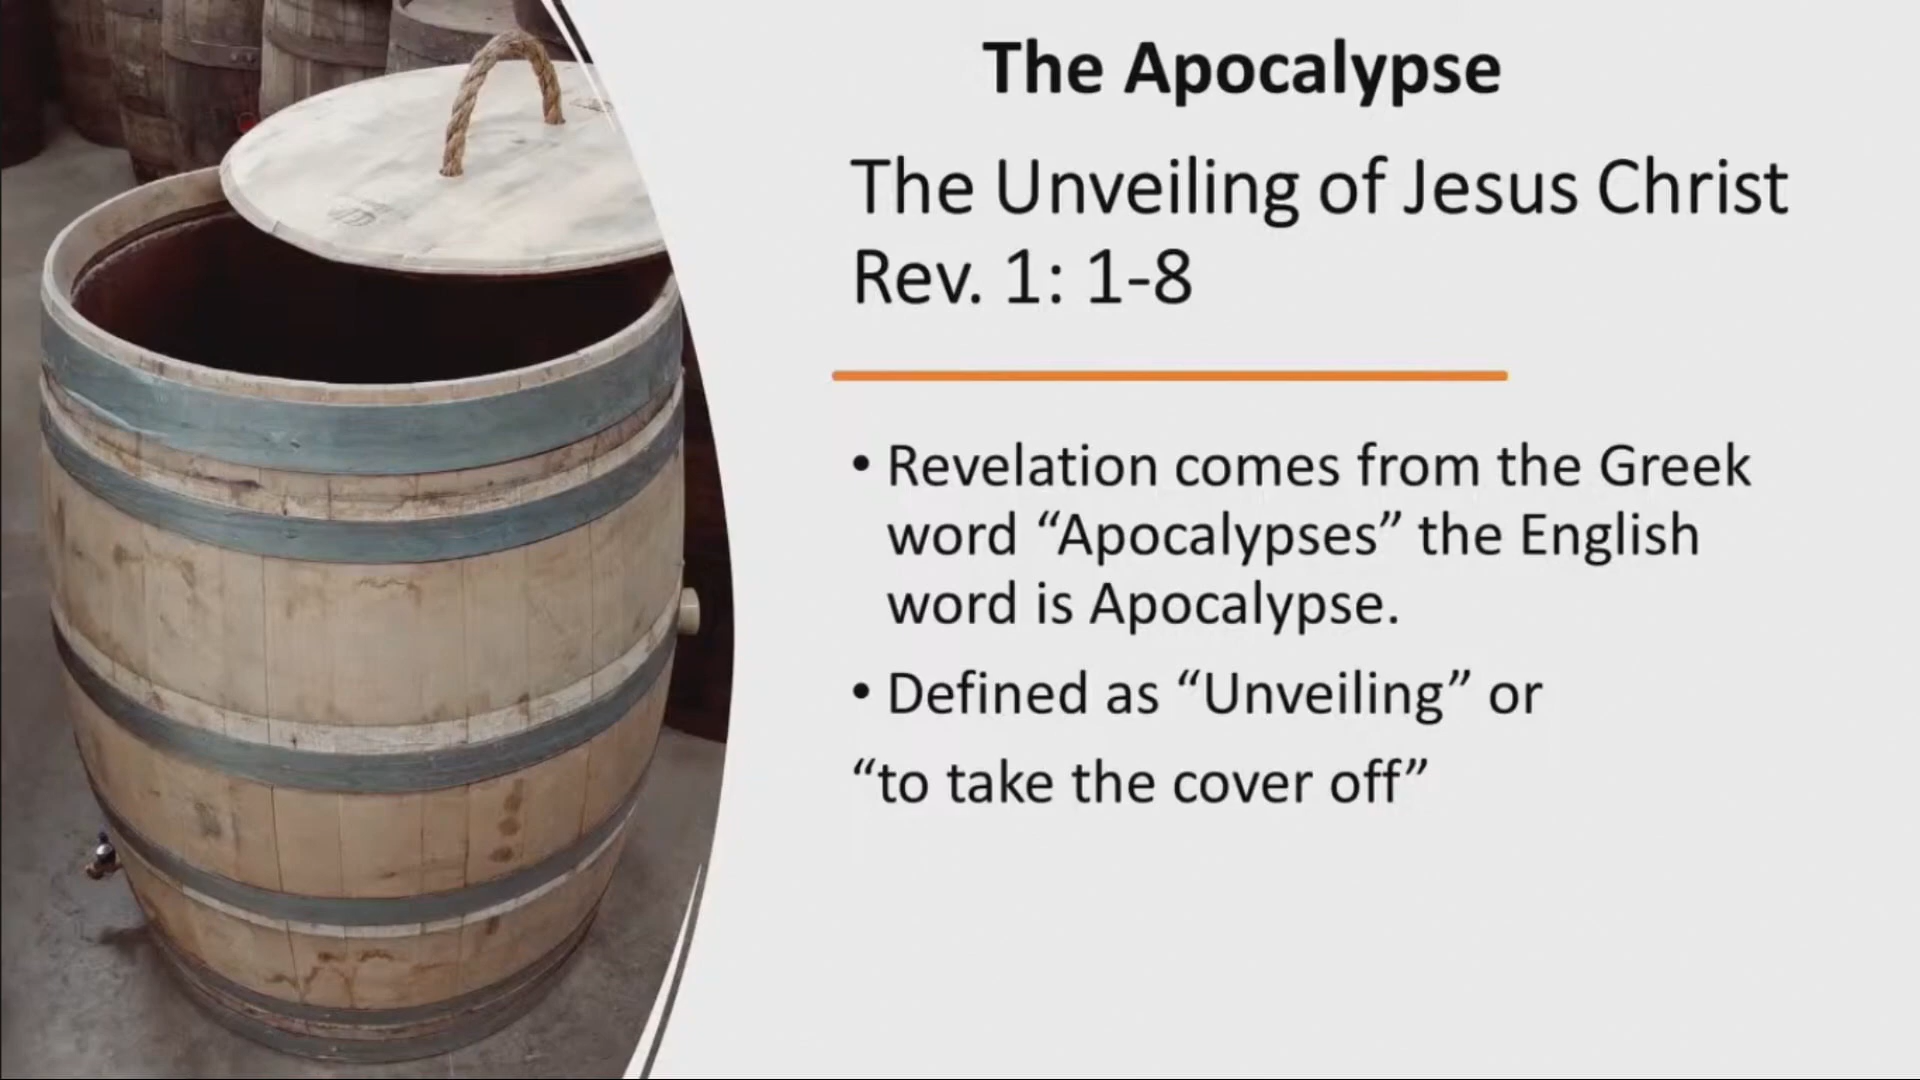 The Apocalypse
The Unveiling of Jesus Christ
Rev. 1: 1-8
• Revelation comes from the Greek
word “Apocalypses” the English
word is Apocalypse.
• Defined as “Unveiling” or
“to take the cover off”